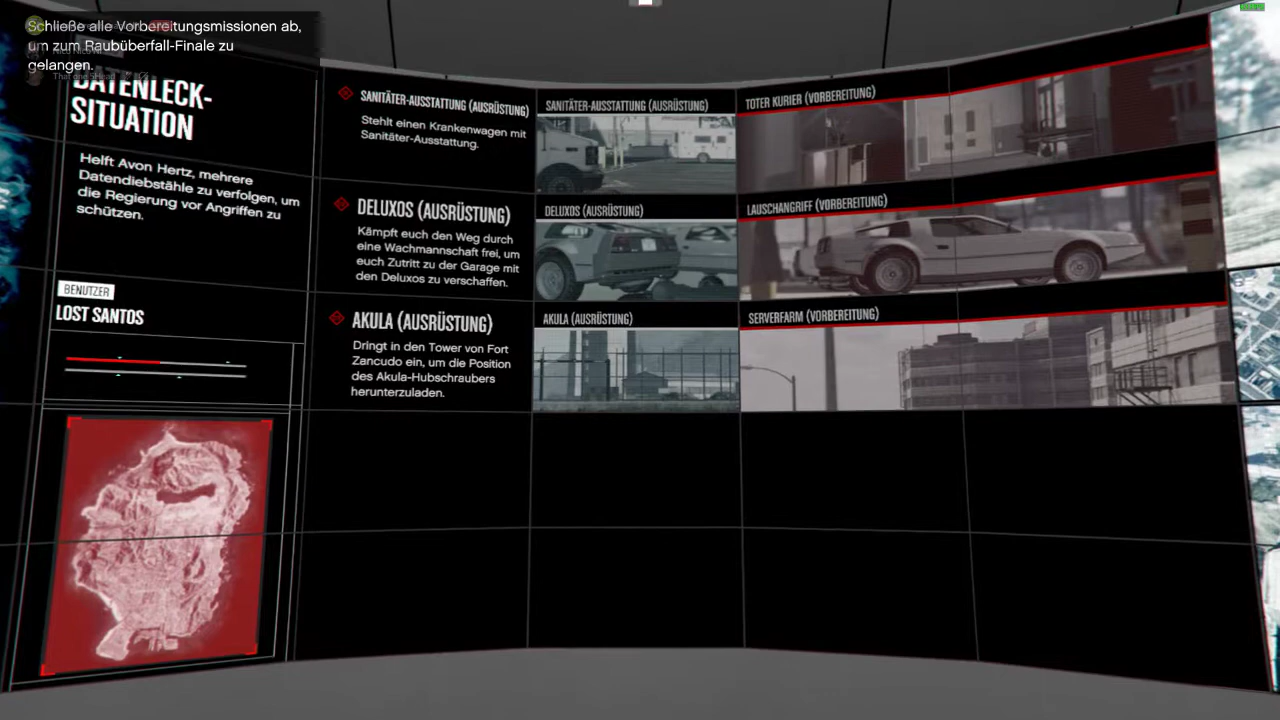 Schließe alle Vorbereitungsmissionen ab,
um zum Raubüberfall-Finale zu
gelangen.
DATENLECK-
SITUATION
Helft Avon Hertz, mehrere
Datendiebstähle zu verfolgen, um
die Regierung vor Angriffen zu
schützen.
BENUTZER
LOST SANTOS
SANITÄTER-AUSSTATTUNG (AUSRÜSTUNG)
Stehlt einen Krankenwagen mit
Sanitäter-Ausstattung.
DELUXOS (AUSRÜSTUNG)
Kämpft euch den Weg durch
eine Wachmannschaft frei, um
euch Zutritt zu der Garage mit
den Deluxos zu verschaffen.
AKULA (AUSRÜSTUNG)
Dringt in den Tower von Fort
Zancudo ein, um die Position
des Akula-Hubschraubers
herunterzuladen.
SANITÄTER-AUSSTATTUNG (AUSRÜSTUNG)
DELUXOS (AUSRÜSTUNG)
AKULA (AUSRÜSTUNG)
TOTER KURIER (VORBEREITUNG)
LAUSCHANGRIFF (VORBEREITUNG)
SERVERFARM (VORBEREITUNG)